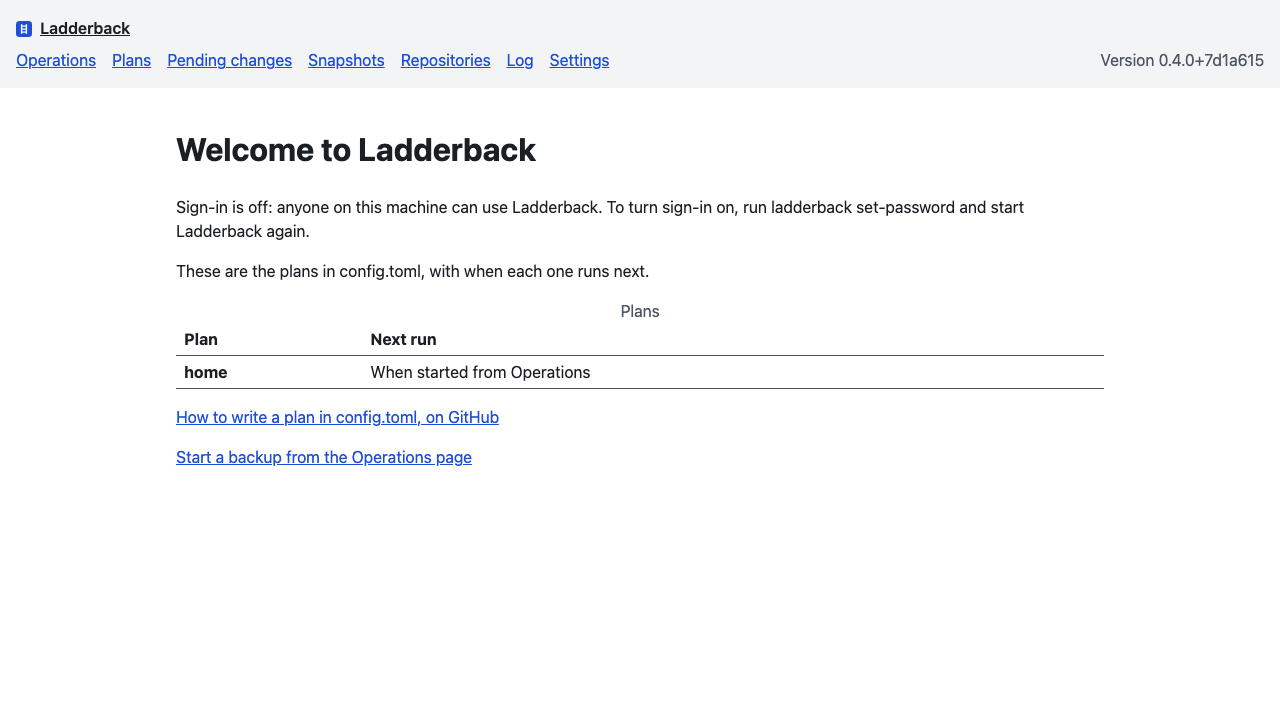 Ladderback
Operations Plans Pending changes Snapshots Repositories Log Settings Version 0.4.0+7d1a615
Welcome to Ladderback
Sign-in is off: anyone on this machine can use Ladderback. To turn sign-in on, run ladderback set-password and start
Ladderback again.
These are the plans in config.toml, with when each one runs next.
Plans
Plan Next run
home When started from Operations
How to write a plan in config.toml, on GitHub
Start a backup from the Operations page